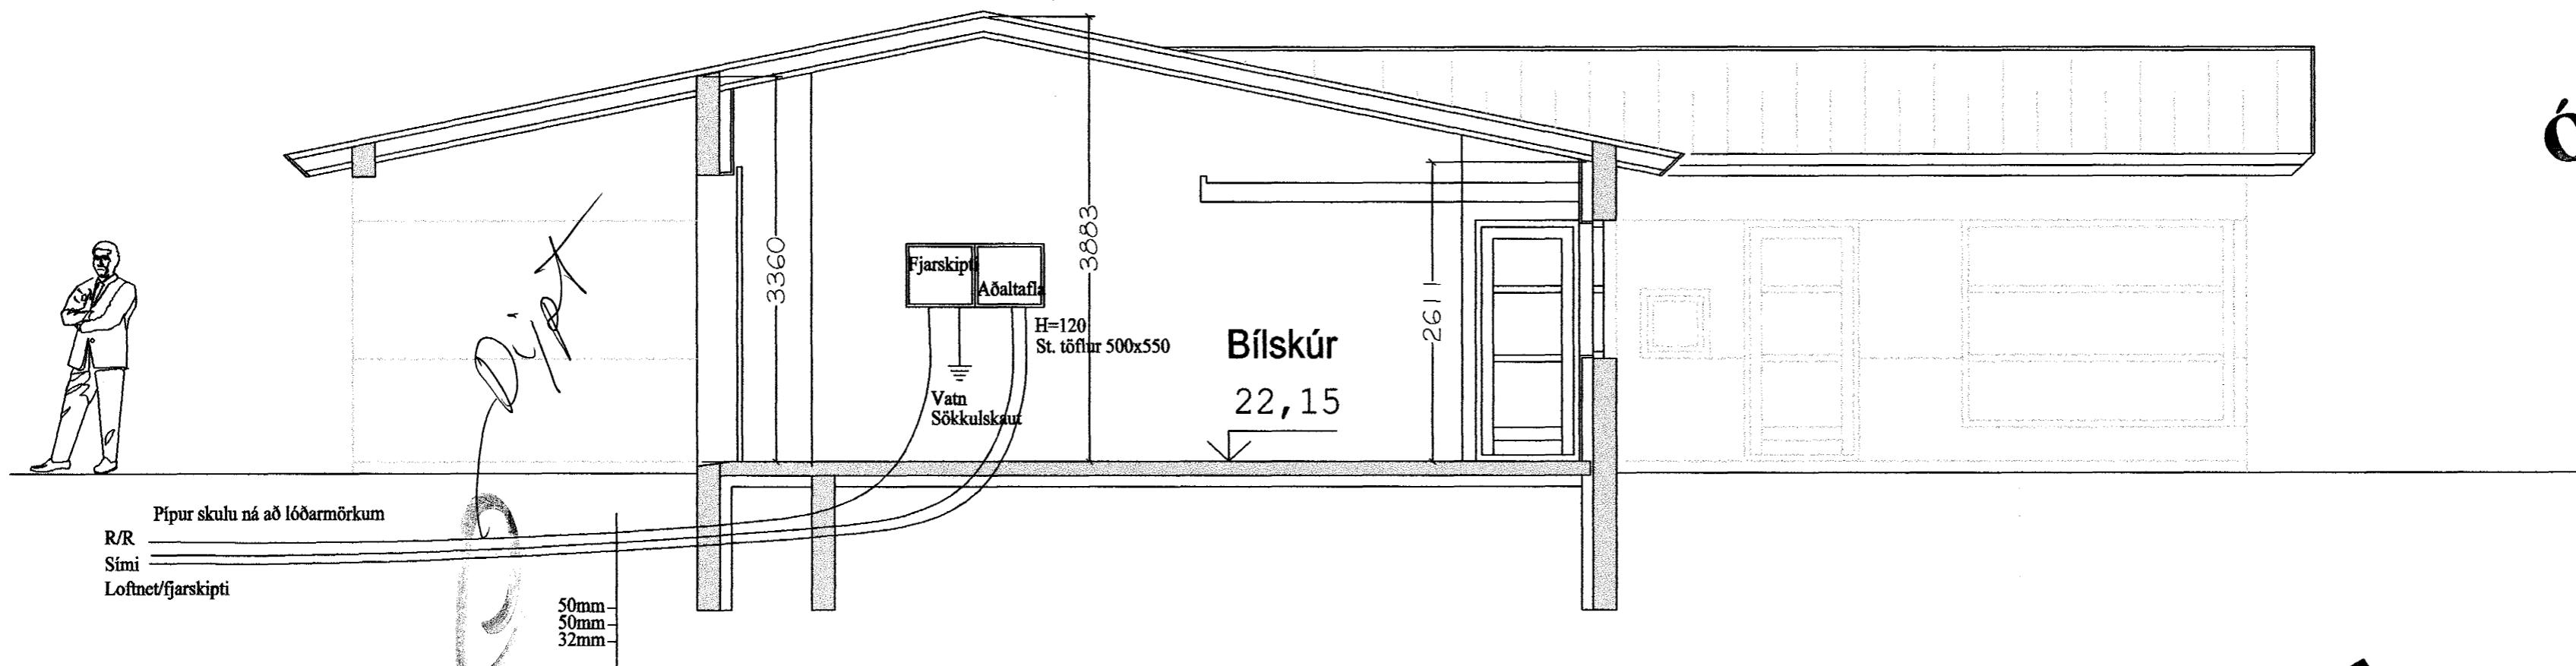 3360
3883
2611
Fjarskipti
Aðaltafla
H=120
St. töflur 500x550
Bílskúr
22,15
Vatn
Sökkulskaut
Pípur skulu ná að lóðarmörkum
R/R
Sími
Loftnet/fjarskipti
50mm
50mm
32mm